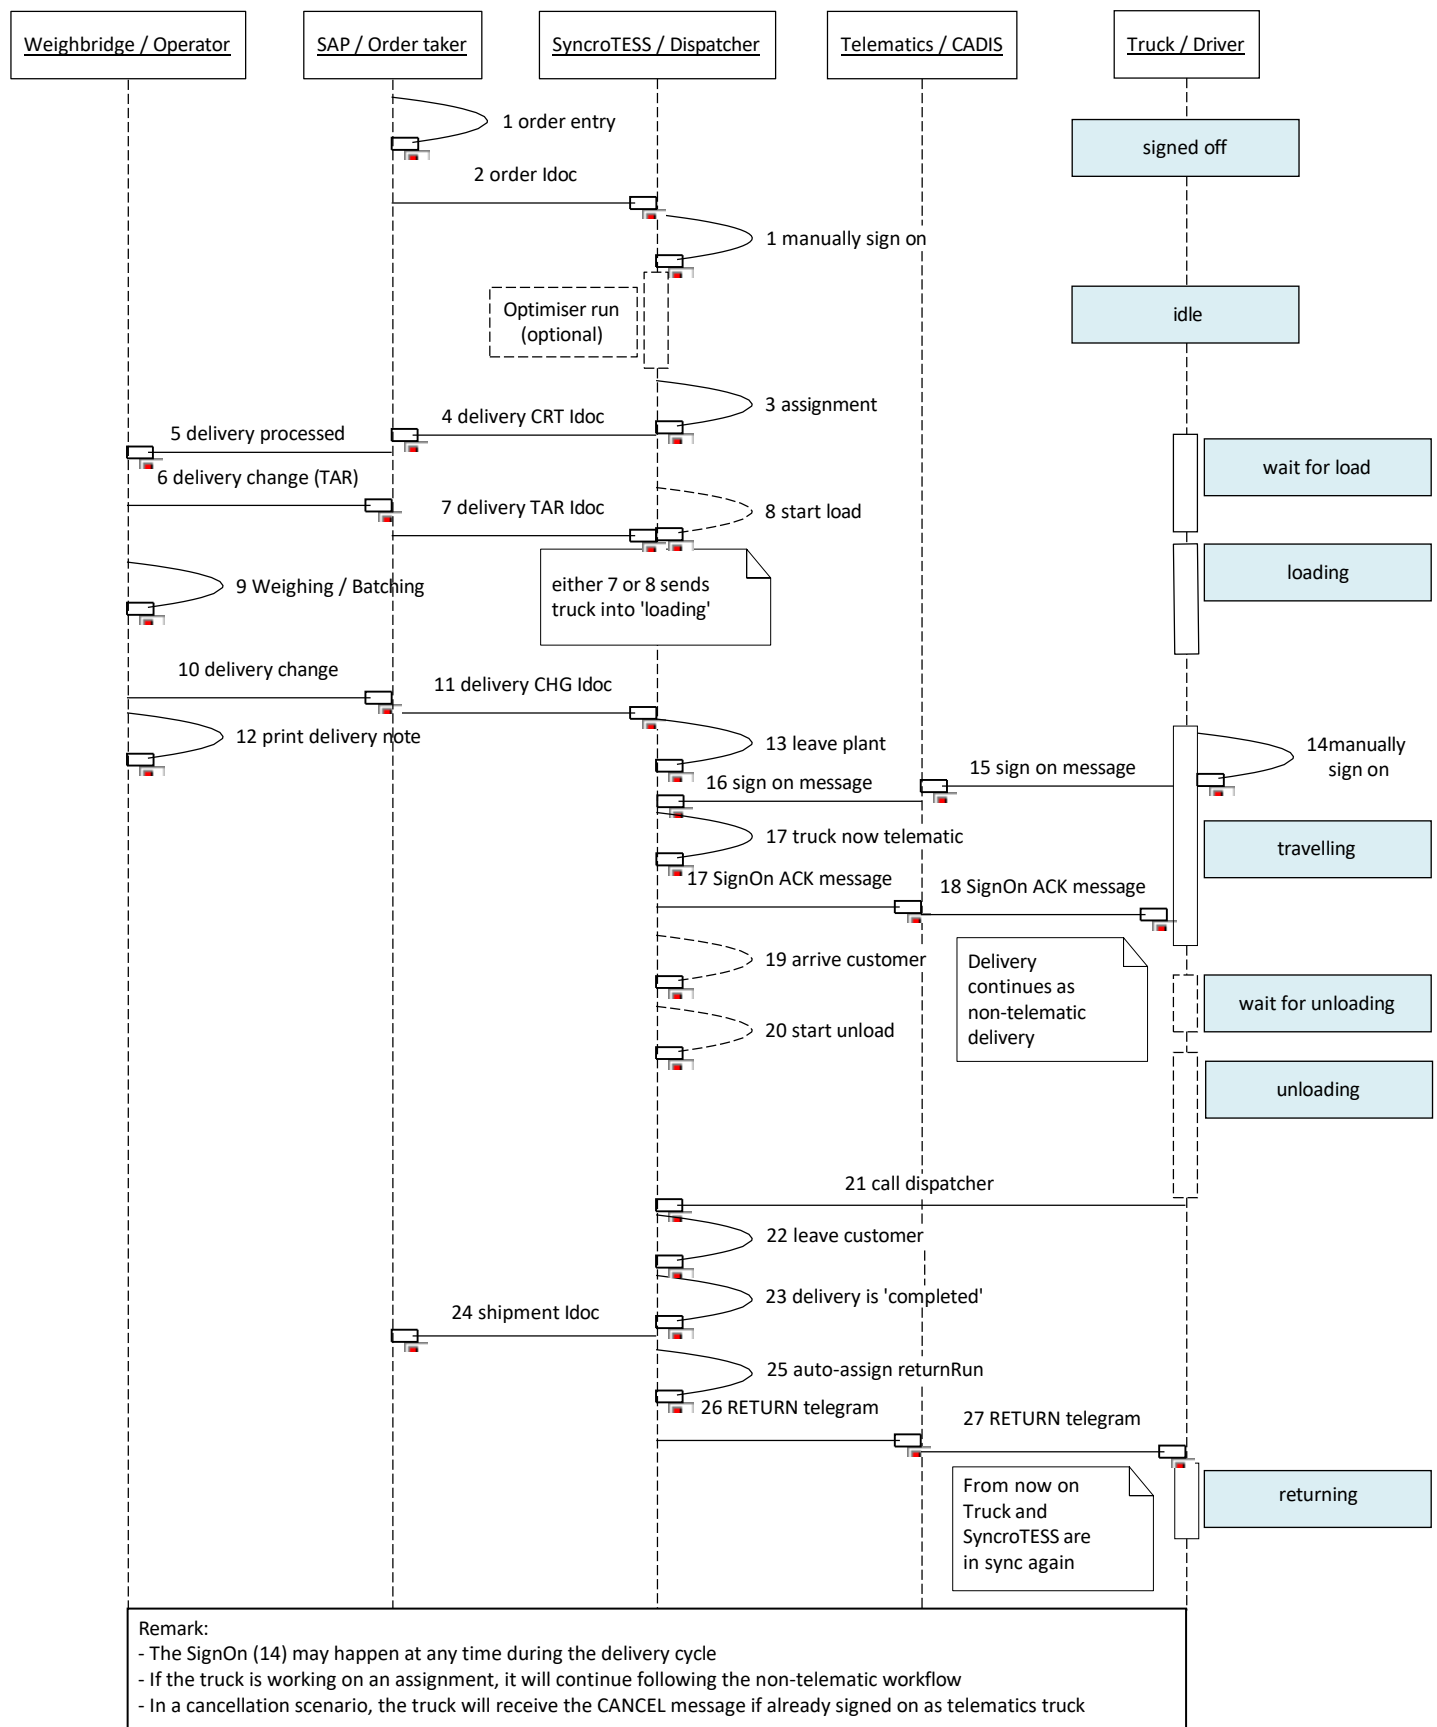 Weighbridge / Operator
SAP / Order taker
SyncroTESS / Dispatcher
Telematics / CADIS
Truck / Driver
1 order entry
signed off
2 order Idoc
1 manually sign on
Optimiser run
(optional)
idle
3 assignment
4 delivery CRT Idoc
5 delivery processed
wait for load
6 delivery change (TAR)
7 delivery TAR Idoc
8 start load
loading
9 Weighing / Batching
either 7 or 8 sends
truck into 'loading'
10 delivery change
11 delivery CHG Idoc
12 print delivery note
13 leave plant
14manually
sign on
15 sign on message
16 sign on message
17 truck now telematic
travelling
17 SignOn ACK message
18 SignOn ACK message
19 arrive customer
Delivery
continues as
non-telematic
delivery
wait for unloading
20 start unload
unloading
21 call dispatcher
22 leave customer
23 delivery is 'completed'
24 shipment Idoc
25 auto-assign returnRun
26 RETURN telegram
27 RETURN telegram
From now on
Truck and
SyncroTESS are
in sync again
returning
Remark:
- The SignOn (14) may happen at any time during the delivery cycle
- If the truck is working on an assignment, it will continue following the non-telematic workflow
- In a cancellation scenario, the truck will receive the CANCEL message if already signed on as telematics truck